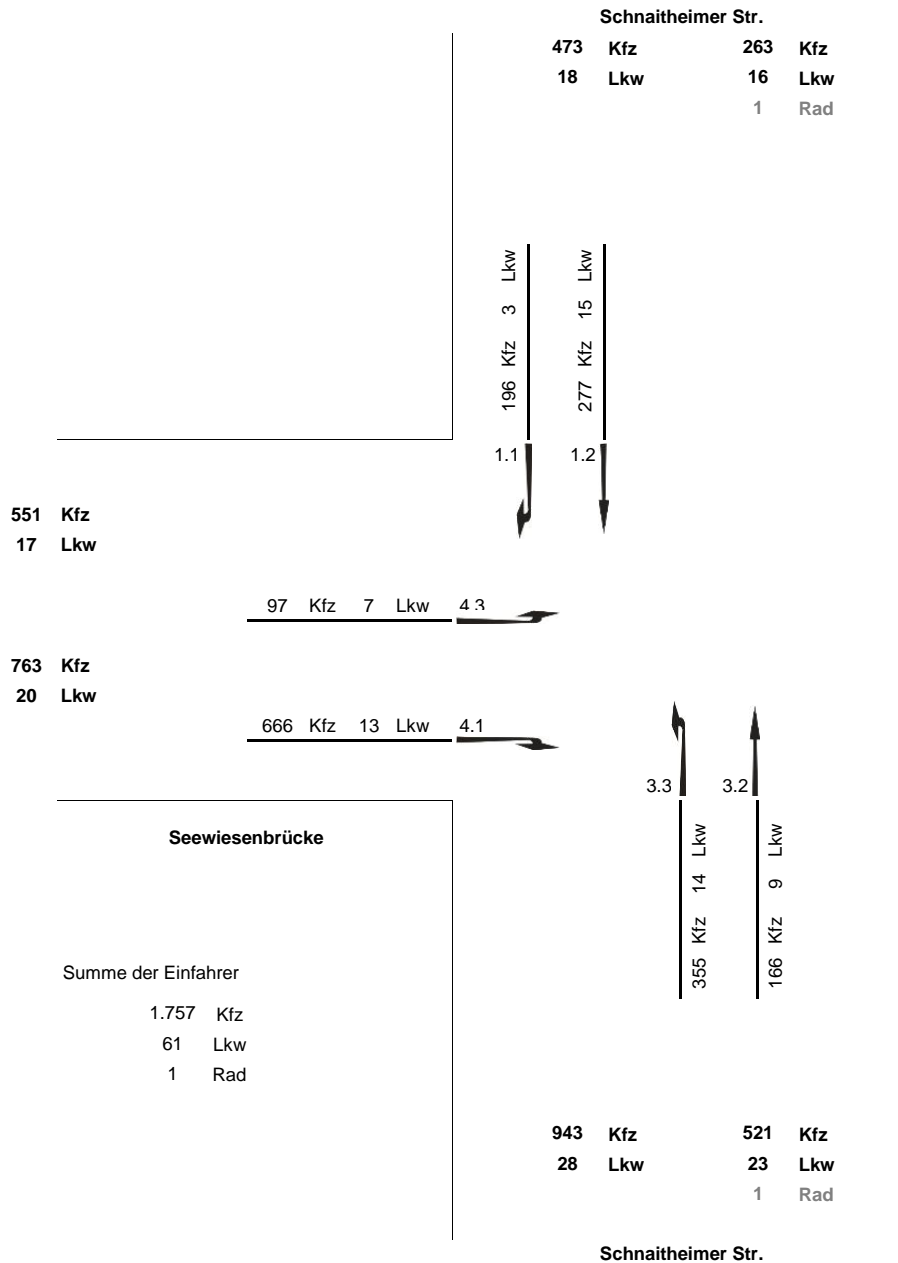 Schnaitheimer Str.
473 Kfz 263 Kfz
18 Lkw 16 Lkw
1 Rad
196 Kfz 3 Lkw
277 Kfz 15 Lkw
1.1 1.2
551 Kfz
17 Lkw
97 Kfz 7 Lkw 4.3
763 Kfz
20 Lkw
666 Kfz 13 Lkw 4.1
3.3 3.2
355 Kfz 14 Lkw
166 Kfz 9 Lkw
Seewiesenbrücke
Summe der Einfahrer
1.757 Kfz
61 Lkw
1 Rad
943 Kfz 521 Kfz
28 Lkw 23 Lkw
1 Rad
Schnaitheimer Str.